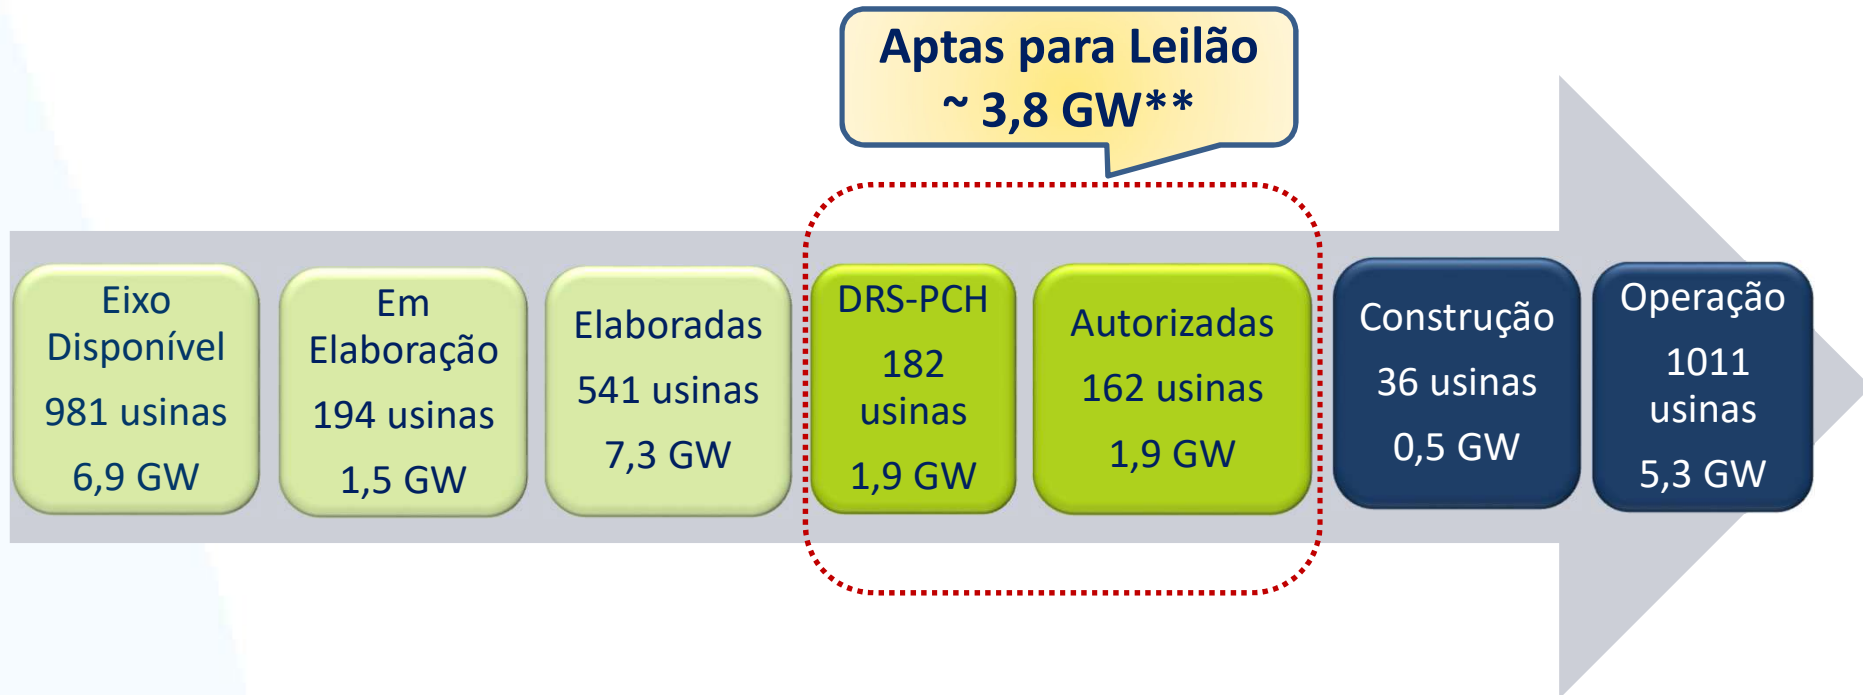 Aptas para Leilão
~ 3,8 GW**
Eixo
Disponível
981 usinas
6,9 GW
Em
Elaboração
194 usinas
1,5 GW
Elaboradas
541 usinas
7,3 GW
DRS-PCH
182
usinas
1,9 GW
Autorizadas
162 usinas
1,9 GW
Construção
36 usinas
0,5 GW
Operação
1011
usinas
5,3 GW